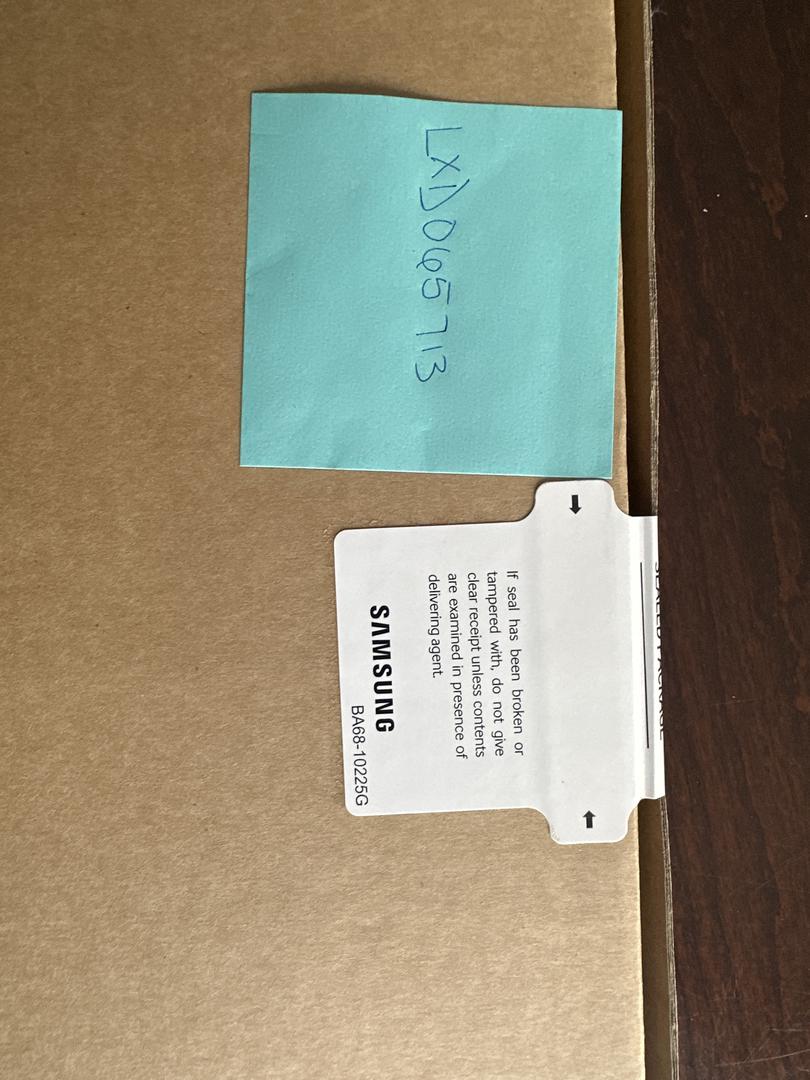 LXD065713
SEALED PACKAGE
If seal has been broken or
tampered with, do not give
clear receipt unless contents
are examined in presence of
delivering agent.
SAMSUNG
BA68-10225G